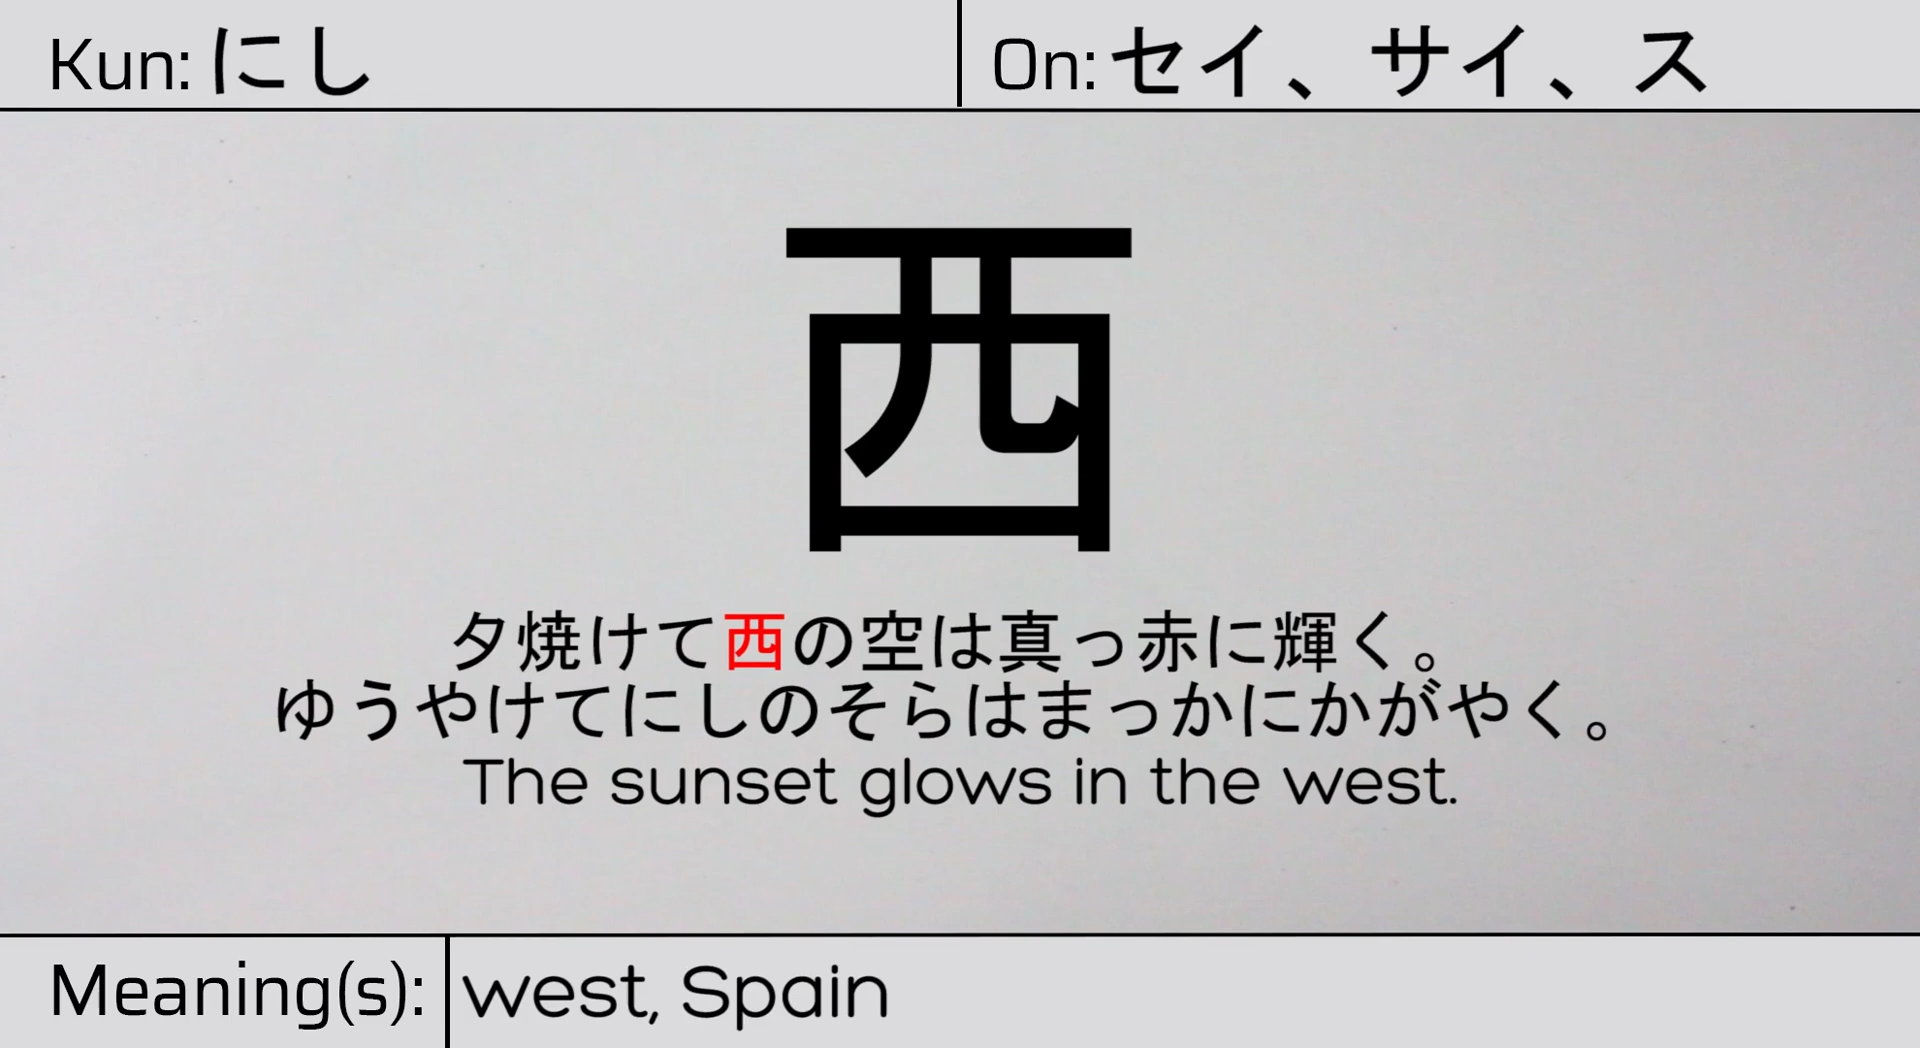 Kun: にし
On: セイ、サイ、ス
西
夕焼けて西の空は真っ赤に輝く。
ゆうやけてにしのそらはまっかにかがやく。
The sunset glows in the west.
Meaning(s): west, Spain